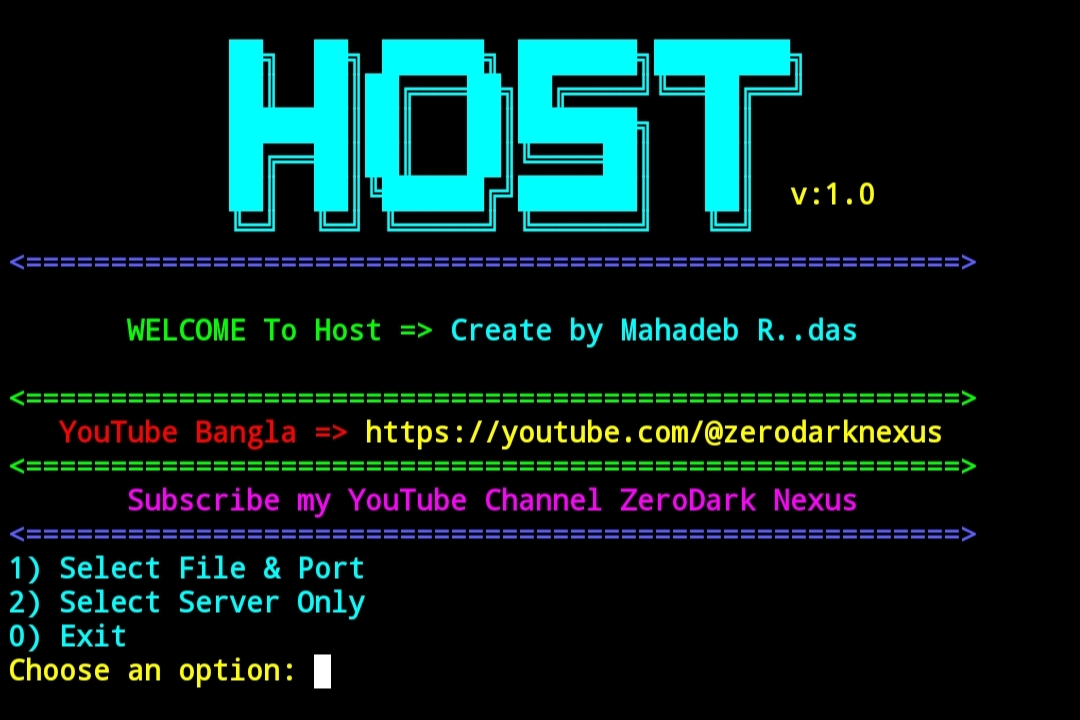 HOST
v:1.0
<=======================================================>
WELCOME To Host => Create by Mahadeb R..das
<=======================================================>
YouTube Bangla => https://youtube.com/@zerodarknexus
<=======================================================>
Subscribe my YouTube Channel ZeroDark Nexus
<=======================================================>
1) Select File & Port
2) Select Server Only
0) Exit
Choose an option: